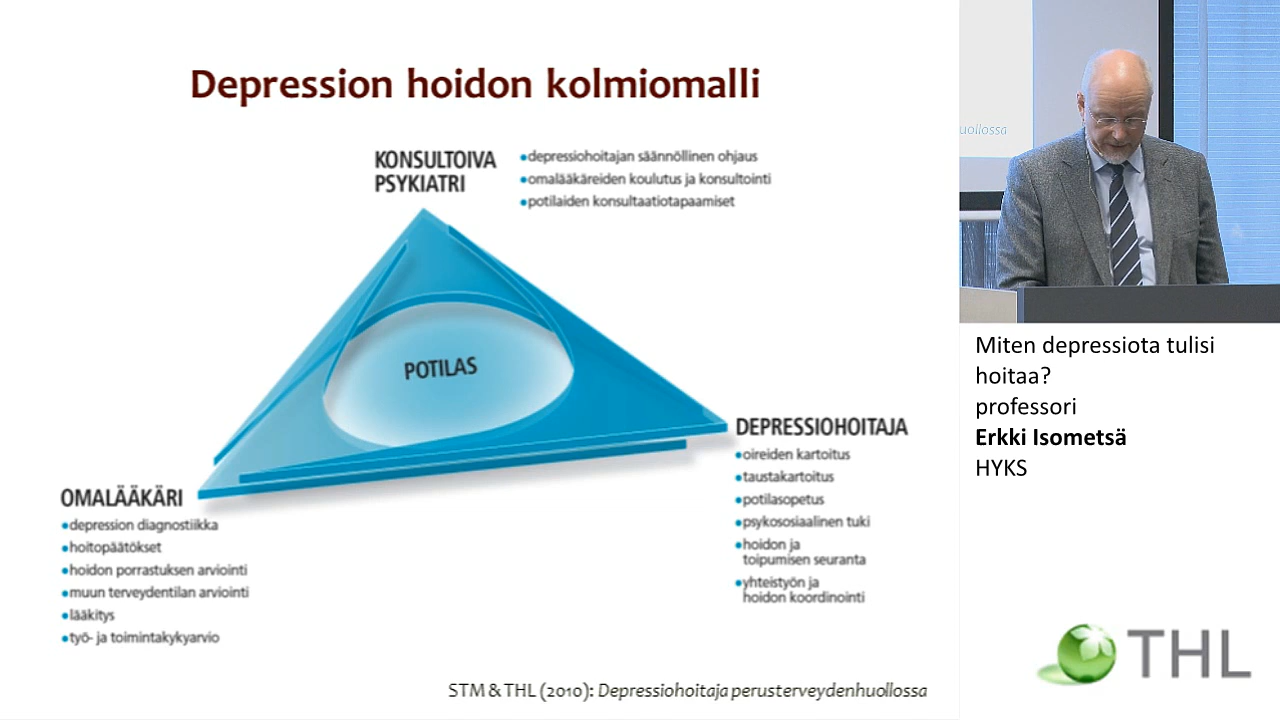 Depression hoidon kolmiomalli
KONSULTOIVA
PSYKIATRI
•depressiohoitajan säännöllinen ohjaus
•omalääkäreiden koulutus ja konsultointi
•potilaiden konsultaatiotapaamiset
POTILAS
DEPRESSIOHOITAJA
•oireiden kartoitus
•taustakartoitus
•potilasopetus
•psykososiaalinen tuki
•hoidon ja
toipumisen seuranta
•yhteistyön ja
hoidon koordinointi
OMALÄÄKÄRI
•depression diagnostiikka
•hoitopäätökset
•hoidon porrastuksen arviointi
•muun terveydentilan arviointi
•lääkitys
•työ- ja toimintakykyarvio
STM & THL (2010): Depressiohoitaja perusterveydenhuollossa
uollossa
Miten depressiota tulisi
hoitaa?
professori
Erkki Isometsä
HYKS
THL